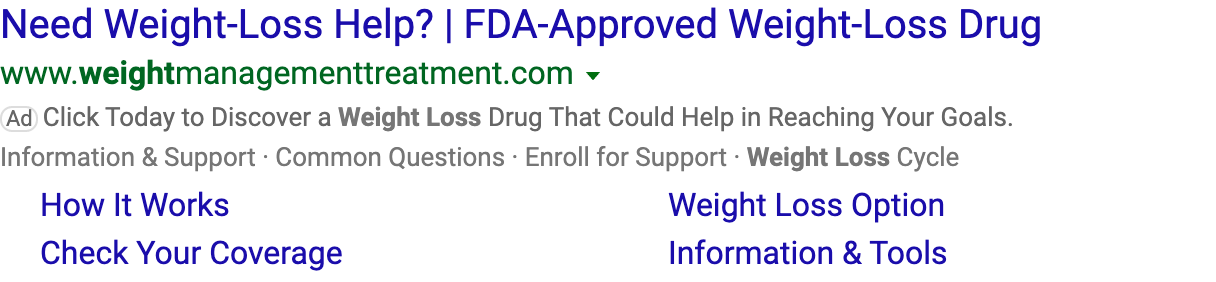 Need Weight-Loss Help? | FDA-Approved Weight-Loss Drug
www.weightmanagementtreatment.com
Ad Click Today to Discover a Weight Loss Drug That Could Help in Reaching Your Goals.
Information & Support · Common Questions · Enroll for Support · Weight Loss Cycle
How It Works Weight Loss Option
Check Your Coverage Information & Tools